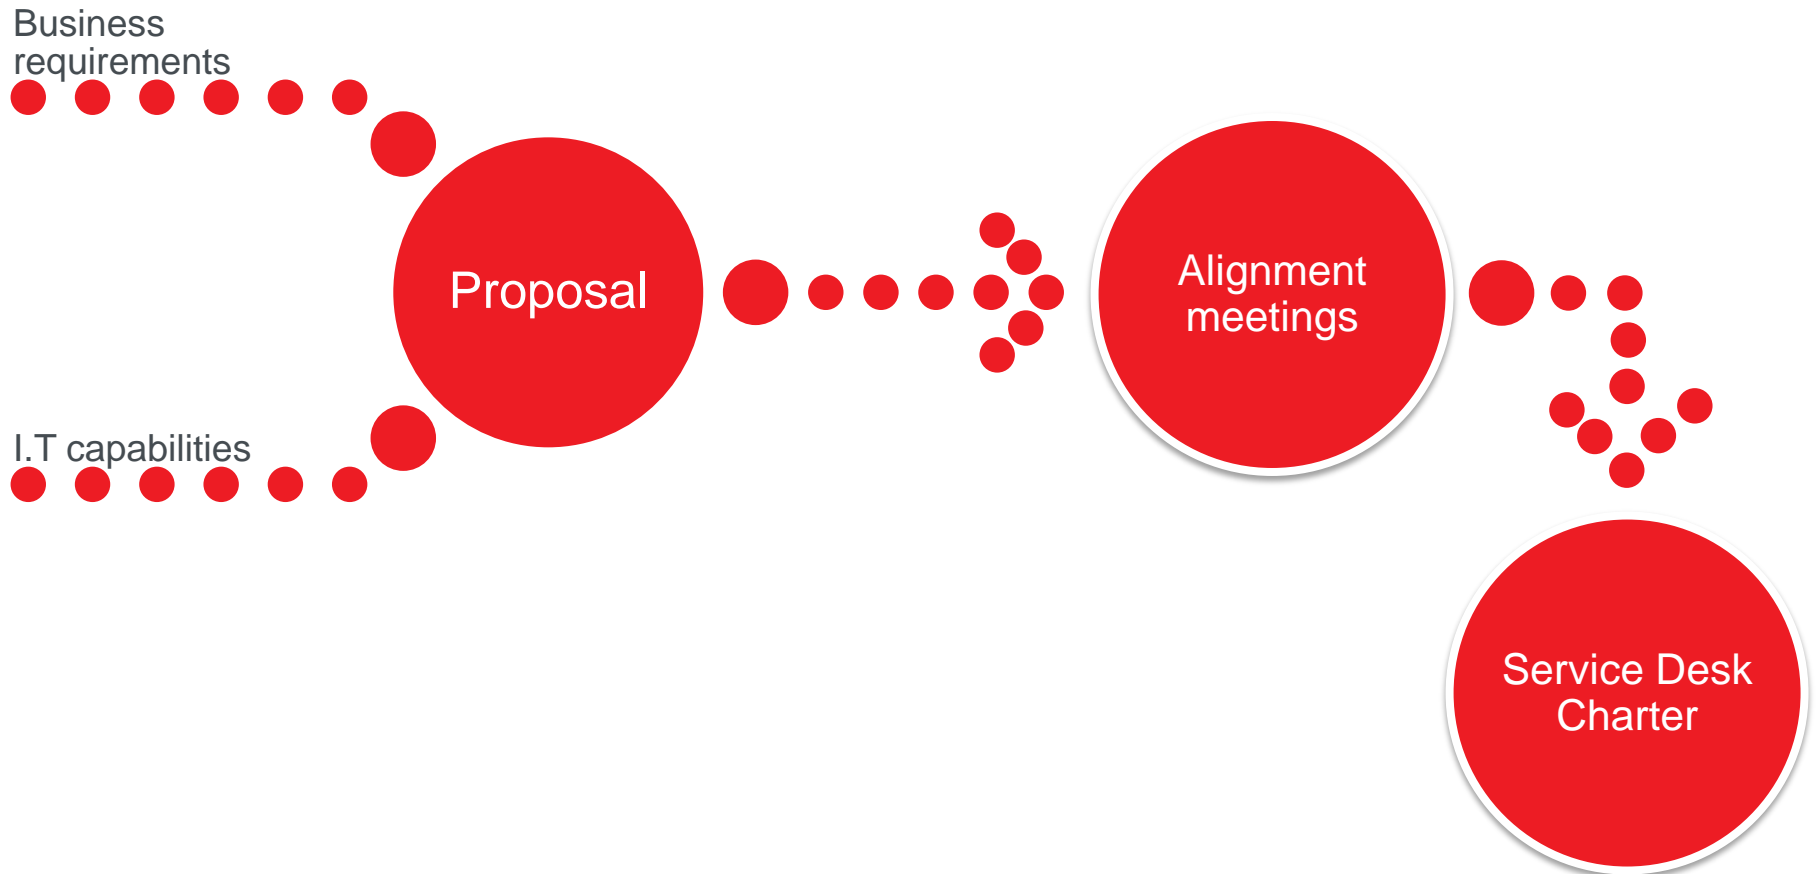 Business
requirements
Proposal
Alignment
meetings
I.T capabilities
Service Desk
Charter